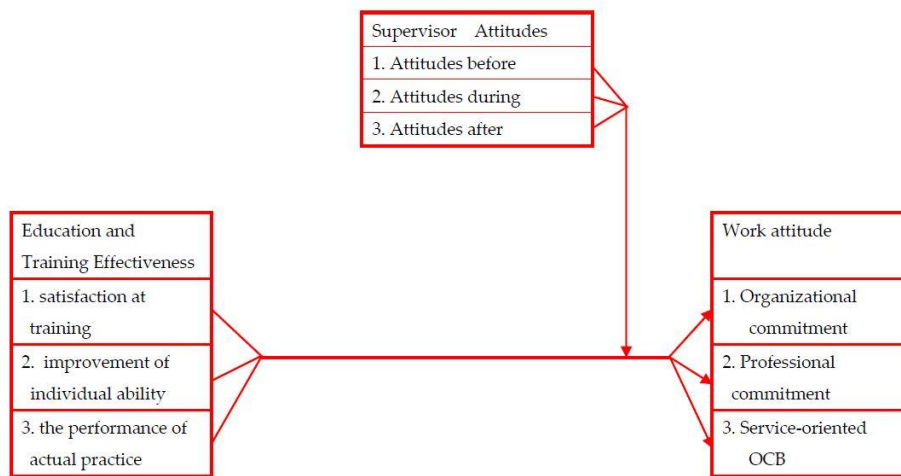 Supervisor Attitudes
1. Attitudes before
2. Attitudes during
3. Attitudes after
Education and
Training Effectiveness
1. satisfaction at
training
2. improvement of
individual ability
3. the performance of
actual practice
Work attitude
1. Organizational
commitment
2. Professional
commitment
3. Service-oriented
OCB